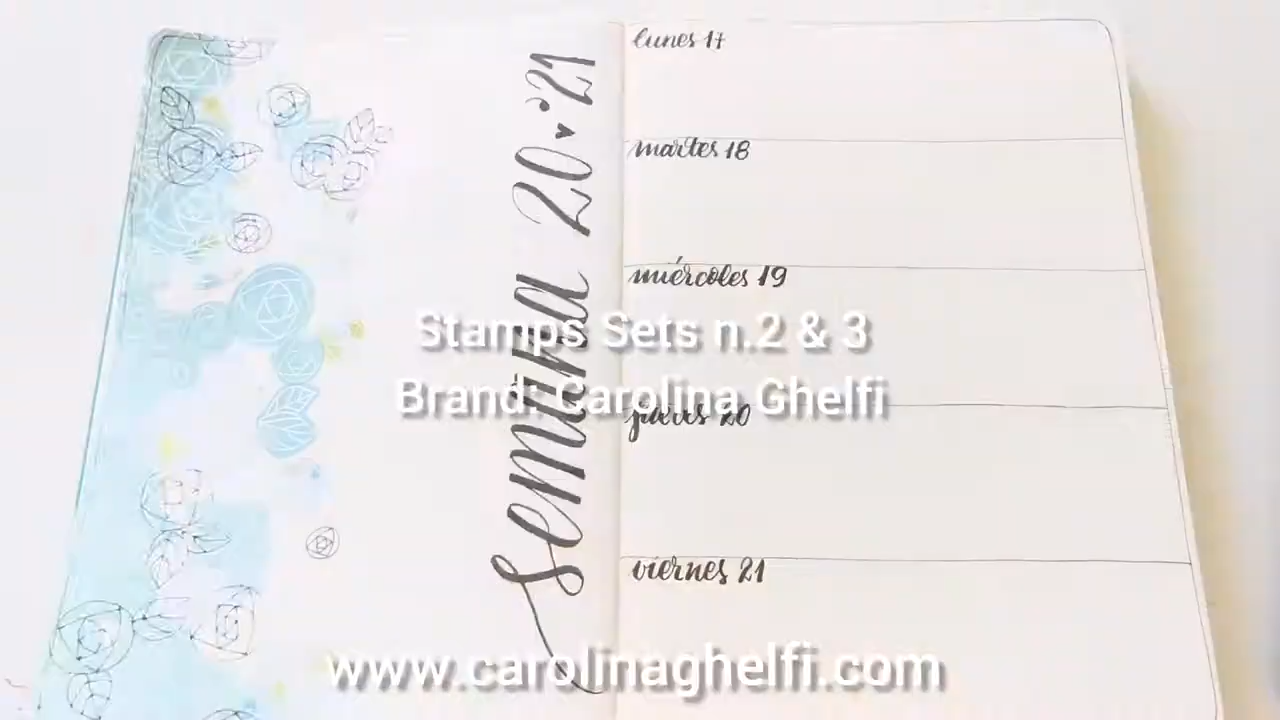 semana 20•21
lunes 17
martes 18
miércoles 19
jueves 20
viernes 21
Stamps Sets n.2 & 3
Brand: Carolina Ghelfi
www.carolinaghelfi.com